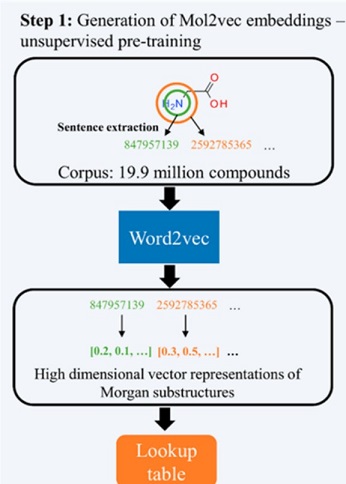 Step 1: Generation of Mol2vec embeddings –
unsupervised pre-training
O
H₂N
OH
Sentence extraction
847957139 2592785365 ...
Corpus: 19.9 million compounds
Word2vec
847957139 2592785365 ...
[0.2, 0.1, ...] [0.3, 0.5, ...] ...
High dimensional vector representations of
Morgan substructures
Lookup
table